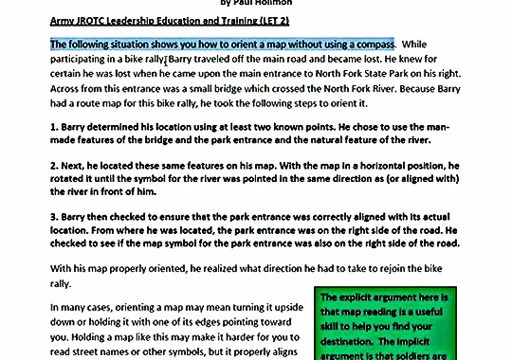 by Paul Hollmon
Army JROTC Leadership Education and Training (LET 2)
The following situation shows you how to orient a map without using a compass.  While
participating in a bike rally, Barry traveled off the main road and became lost. He knew for
certain he was lost when he came upon the main entrance to North Fork State Park on his right.
Across from this entrance was a small bridge which crossed the North Fork River. Because Barry
had a route map for this bike rally, he took the following steps to orient it.
1. Barry determined his location using at least two known points. He chose to use the man-
made features of the bridge and the park entrance and the natural feature of the river.
2. Next, he located these same features on his map. With the map in a horizontal position, he
rotated it until the symbol for the river was pointed in the same direction as (or aligned with)
the river in front of him.
3. Barry then checked to ensure that the park entrance was correctly aligned with its actual
location. From where he was located, the park entrance was on the right side of the road. He
checked to see if the map symbol for the park entrance was also on the right side of the road.
With his map properly oriented, he realized what direction he had to take to rejoin the bike
rally.
In many cases, orienting a map may mean turning it upside
down or holding it with one of its edges pointing toward
you. Holding a map like this may make it harder for you to
read street names or other symbols, but it properly aligns
The explicit argument here is
that map reading is a useful
skill to help you find your
destination.  The implicit
argument is that soldiers are